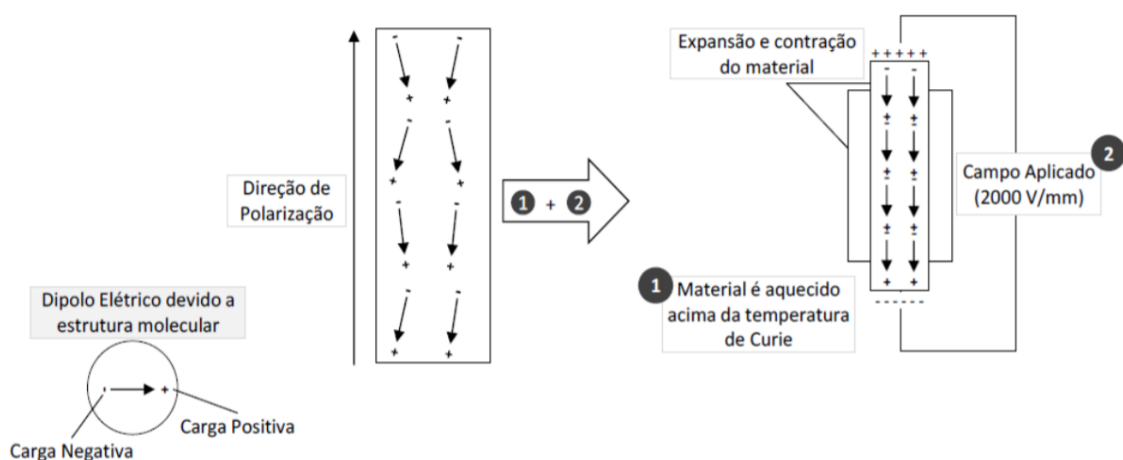 Expansão e contração
do material
+ + + + +
- -
+ +
- -
Direção de
Polarização
1 + 2
Campo Aplicado
(2000 V/mm)
2
1
Material é aquecido
acima da temperatura
de Curie
- - - - - -
Dipolo Elétrico devido a
estrutura molecular
- +
Carga Positiva
Carga Negativa